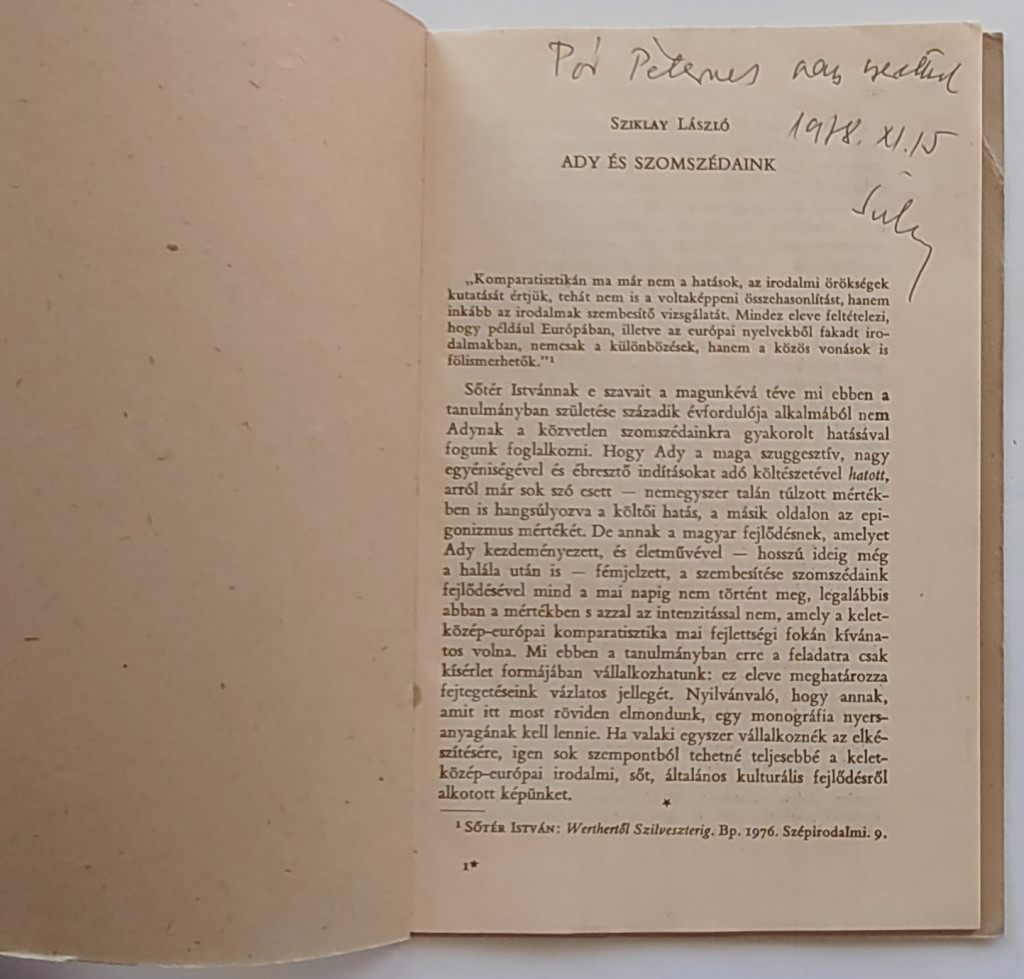 Pór Péternek nagy szeretettel
SZIKLAY LÁSZLÓ
1978. XI. 15
ADY ÉS SZOMSZÉDAINK
„Komparatisztikán ma már nem a hatások, az irodalmi örökségek
kutatását értjük, tehát nem is a voltaképpeni összehasonlítást, hanem
inkább az irodalmak szembesítő vizsgálatát. Mindez eleve feltételezi,
hogy például Európában, illetve az európai nyelvekből fakadt iro-
dalmakban, nemcsak a különbözések, hanem a közös vonások is
fölismerhetők."¹
Sőtér Istvánnak e szavait a magunkévá téve mi ebben a
tanulmányban születése századik évfordulója alkalmából nem
Adynak a közvetlen szomszédainkra gyakorolt hatásával
fogunk foglalkozni. Hogy Ady a maga szuggesztív, nagy
egyéniségével és ébresztő indításokat adó költészetével hatott,
arról már sok szó esett — nemegyszer talán túlzott mérték-
ben is hangsúlyozva a költői hatás, a másik oldalon az epi-
gonizmus mértékét. De annak a magyar fejlődésnek, amelyet
Ady kezdeményezett, és életművével — hosszú ideig még
a halála után is — fémjelzett, a szembesítése szomszédaink
fejlődésével mind a mai napig nem történt meg, legalábbis
abban a mértékben s azzal az intenzitással nem, amely a kelet-
közép-európai komparatisztika mai fejlettségi fokán kívána-
tos volna. Mi ebben a tanulmányban erre a feladatra csak
kísérlet formájában vállalkozhatunk: ez eleve meghatározza
fejtegetéseink vázlatos jellegét. Nyilvánvaló, hogy annak,
amit itt most röviden elmondunk, egy monográfia nyers-
anyagának kell lennie. Ha valaki egyszer vállalkoznék az elké-
szítésére, igen sok szempontból tehetné teljesebbé a kelet-
közép-európai irodalmi, sőt, általános kulturális fejlődésről
alkotott képünket.
*
¹ SŐTÉR ISTVÁN: Werthertől Szilveszterig. Bp. 1976. Szépirodalmi. 9.
1*